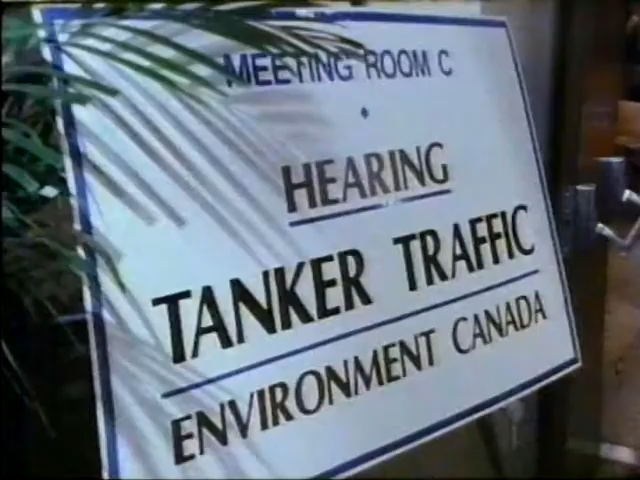 MEETING ROOM C
HEARING
TANKER TRAFFIC
ENVIRONMENT CANADA